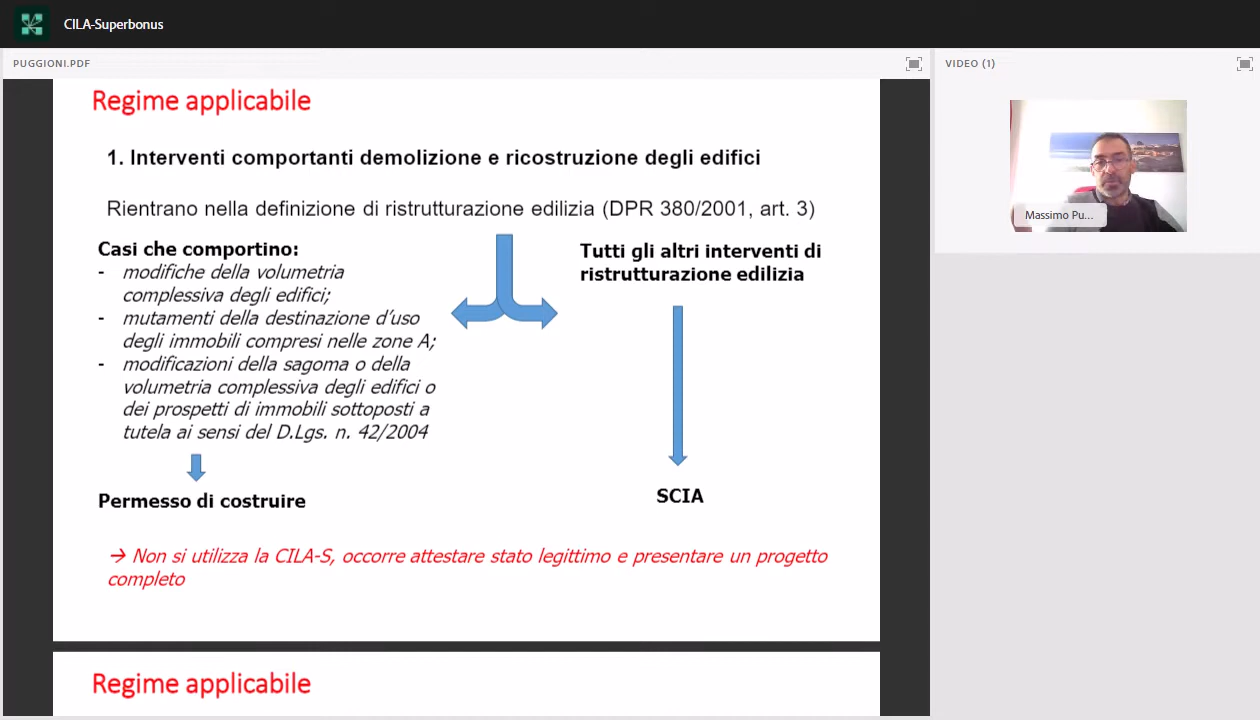 CILA-Superbonus
PUGGIONI.PDF
VIDEO (1)
Massimo Pu...
Regime applicabile
1. Interventi comportanti demolizione e ricostruzione degli edifici
Rientrano nella definizione di ristrutturazione edilizia (DPR 380/2001, art. 3)
Casi che comportino:
- modifiche della volumetria
complessiva degli edifici;
- mutamenti della destinazione d'uso
degli immobili compresi nelle zone A;
- modificazioni della sagoma o della
volumetria complessiva degli edifici o
dei prospetti di immobili sottoposti a
tutela ai sensi del D.Lgs. n. 42/2004
Permesso di costruire
Tutti gli altri interventi di
ristrutturazione edilizia
SCIA
→ Non si utilizza la CILA-S, occorre attestare stato legittimo e presentare un progetto
completo
Regime applicabile